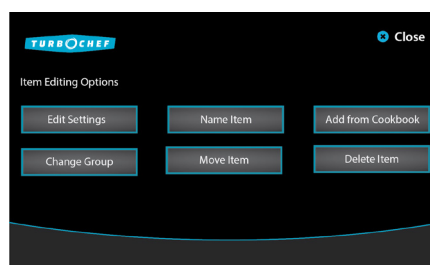 TURBOCHEF
Close
Item Editing Options
Edit Settings
Name Item
Add from Cookbook
Change Group
Move Item
Delete Item